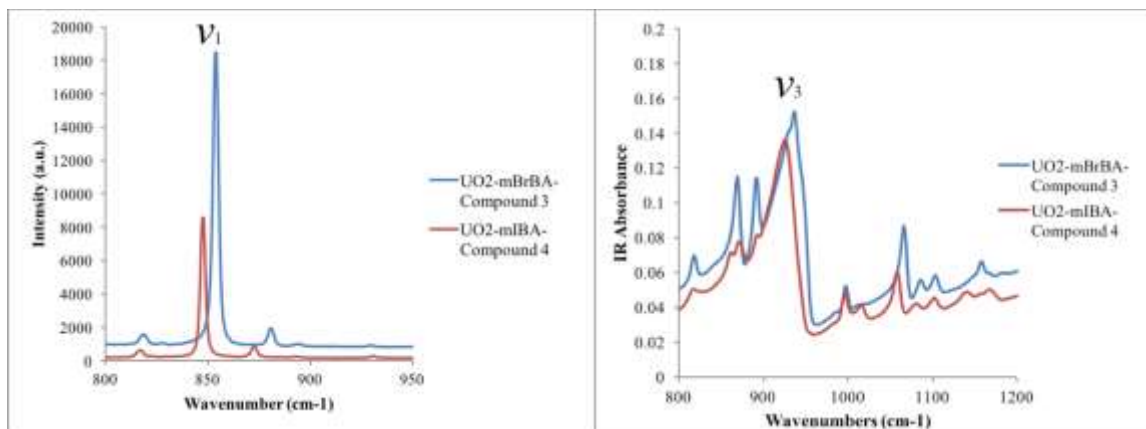 ν1
20000
18000
16000
14000
12000
10000
8000
6000
4000
2000
0
Intensity (a.u.)
800
850
900
950
Wavenumber (cm-1)
UO2-mBrBA-
Compound 3
UO2-mIBA-
Compound 4
ν3
0.2
0.18
0.16
0.14
0.12
0.1
0.08
0.06
0.04
0.02
0
IR Absorbance
800
900
1000
1100
1200
Wavenumbers (cm-1)
UO2-mBrBA-
Compound 3
UO2-mIBA-
Compound 4